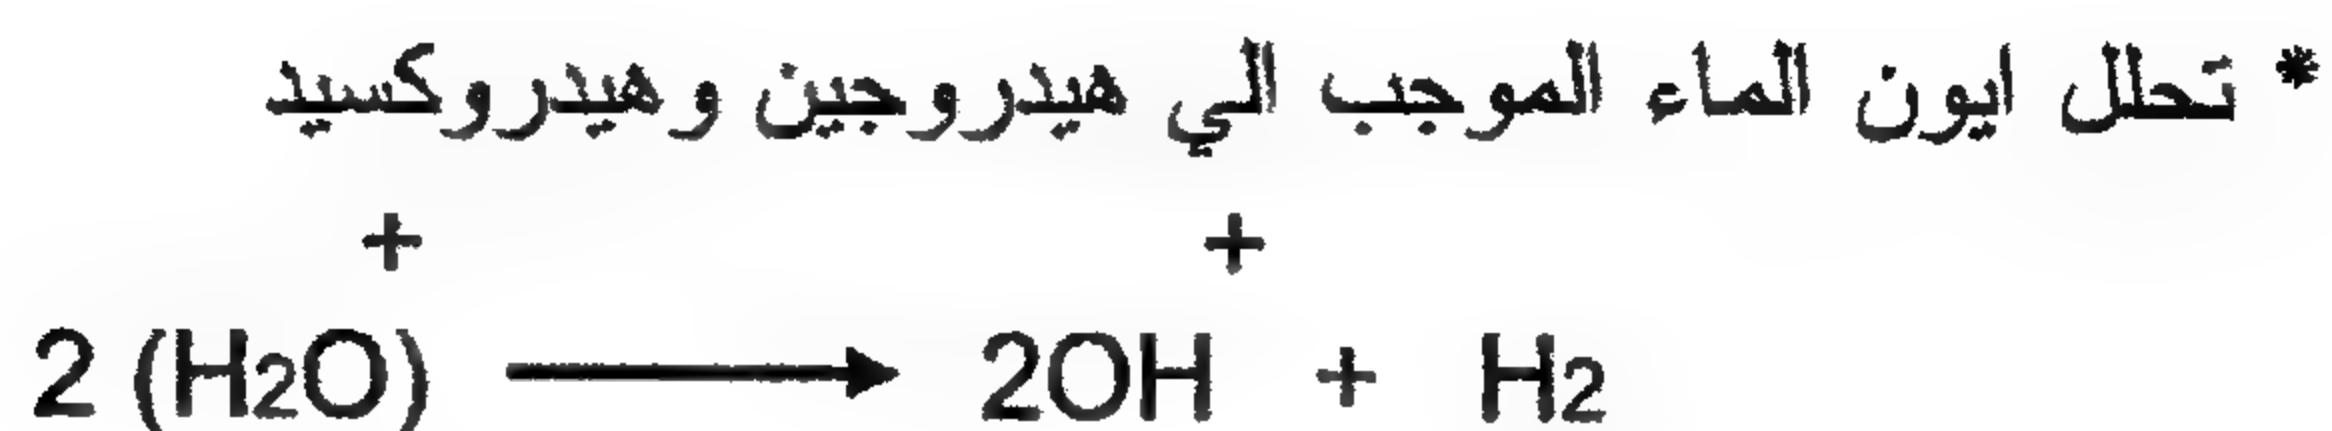 * تحلل ايون الماء الموجب الي هيدروجين وهيدروكسيد
+ +
2 (H2O) → 2OH + H2